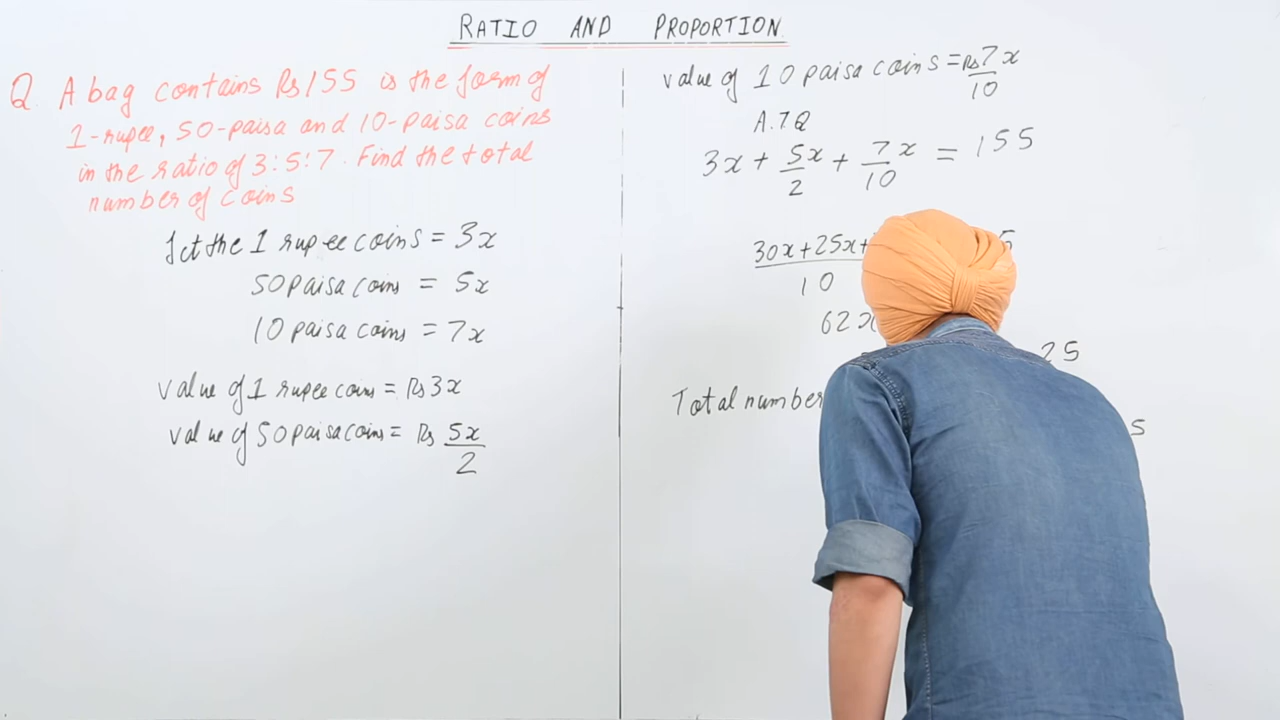 RATIO AND PROPORTION
Q. A bag contains Rs155 is the form of
1-rupee, 50-paisa and 10-paisa coins
in the ratio of 3:5:7. Find the total
number of coins
Let the 1 rupee coins = 3x
50 paisa coins = 5x
10 paisa coins = 7x
value of 1 rupee coins = Rs 3x
value of 50 paisa coins = Rs 5x/2
value of 10 paisa coins = Rs 7x/10
A.T.Q
3x + 5x/2 + 7x/10 = 155
30x+25x+
10
62x
25
Total number
5